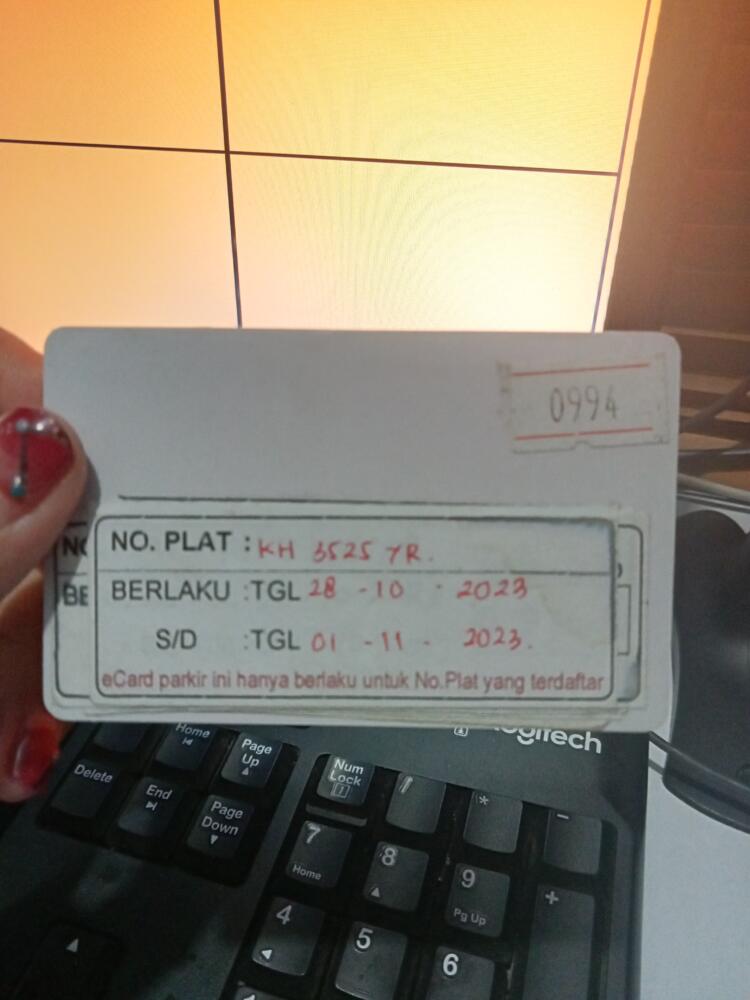 0994
NO. PLAT : KH 3525 YR.
BERLAKU :TGL 28 -10 - 2023
S/D :TGL 01 -11 - 2023.
eCard parkir ini hanya berlaku untuk No.Plat yang terdaftar
Logitech
Home
Page Up
Num Lock
Delete
End
Page Down
/
*
-
7 Home
8
9 Pg Up
+
4
5
6